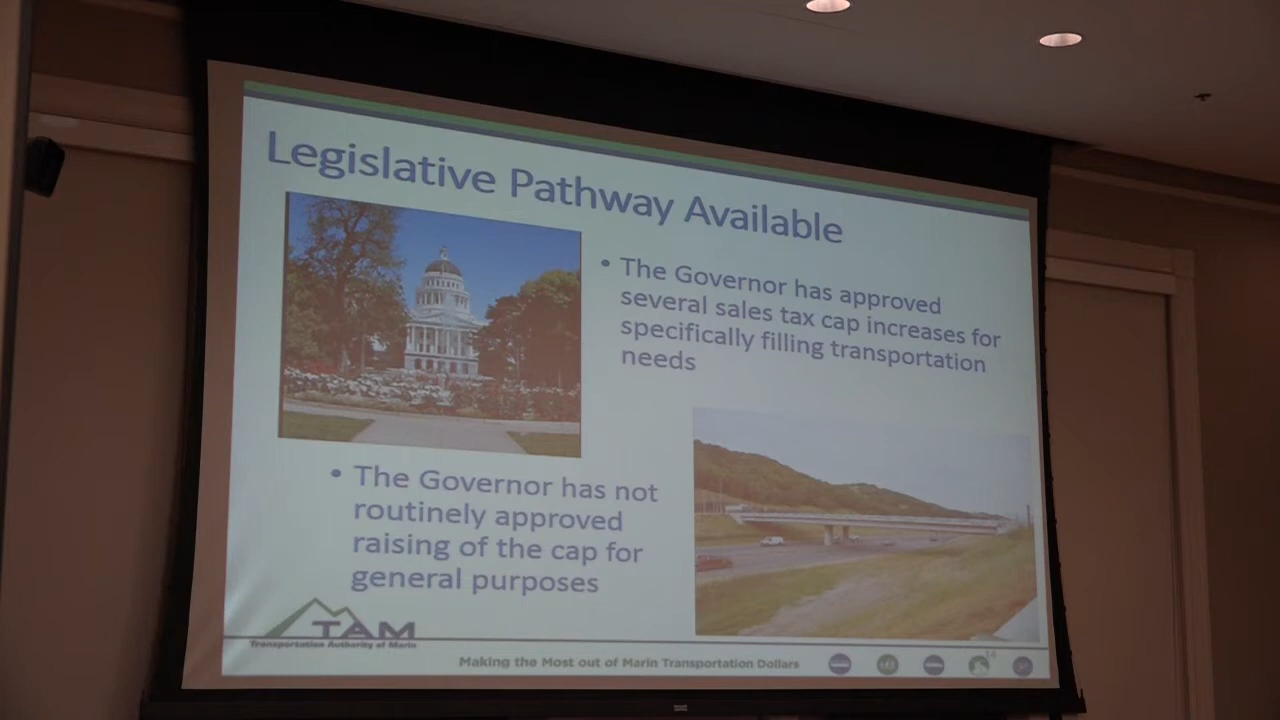 Legislative Pathway Available
• The Governor has approved
several sales tax cap increases for
specifically filling transportation
needs
• The Governor has not
routinely approved
raising of the cap for
general purposes
TAM
Transportation Authority of Marin
Making the Most out of Marin Transportation Dollars
14